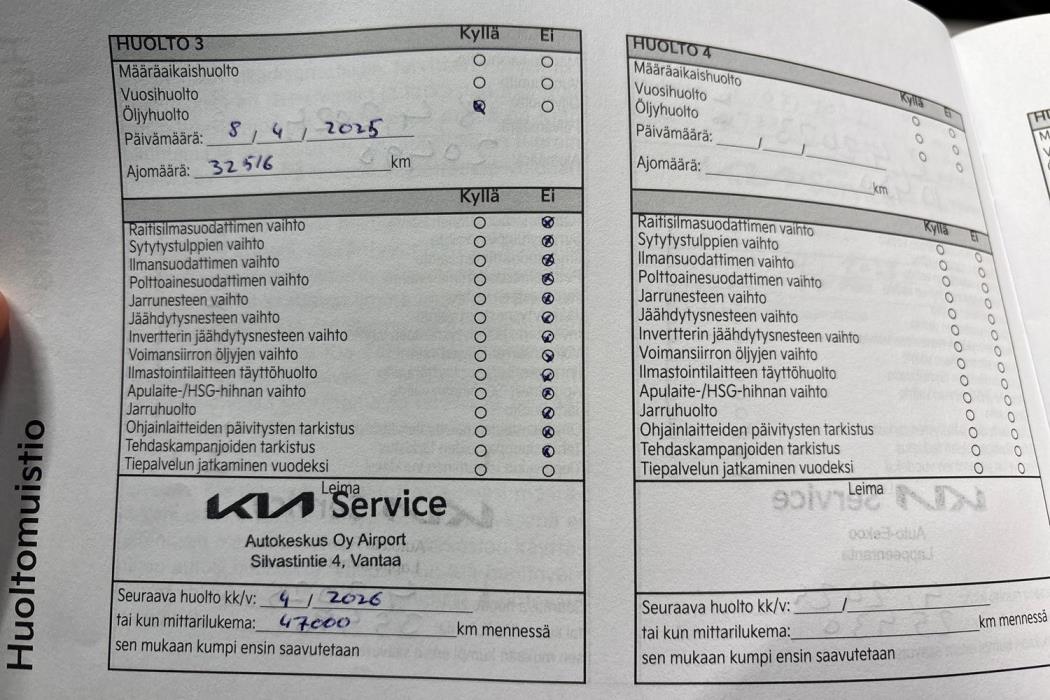 Huoltomuistio
HUOLTO 3 Kyllä Ei
Määräaikaishuolto
Vuosihuolto
Öljyhuolto
Päivämäärä: 8 / 4 / 2025
Ajomäärä: 32516 km
Kyllä Ei
Raitisilmasuodattimen vaihto
Sytytystulppien vaihto
Ilmansuodattimen vaihto
Polttoainesuodattimen vaihto
Jarrunesteen vaihto
Jäähdytysnesteen vaihto
Invertterin jäähdytysnesteen vaihto
Voimansiirron öljyjen vaihto
Ilmastointilaitteen täyttöhuolto
Apulaite-/HSG-hihnan vaihto
Jarruhuolto
Ohjainlaitteiden päivitysten tarkistus
Tehdaskampanjoiden tarkistus
Tiepalvelun jatkaminen vuodeksi
Leima
KIA Service
Autokeskus Oy Airport
Silvastintie 4, Vantaa
Seuraava huolto kk/v: 4 / 2026
tai kun mittarilukema: 47000 km mennessä
sen mukaan kumpi ensin saavutetaan
HUOLTO 4
Kyllä Ei
Määräaikaishuolto
Vuosihuolto
Öljyhuolto
Päivämäärä: / /
Ajomäärä: km
Kyllä Ei
Raitisilmasuodattimen vaihto
Sytytystulppien vaihto
Ilmansuodattimen vaihto
Polttoainesuodattimen vaihto
Jarrunesteen vaihto
Jäähdytysnesteen vaihto
Invertterin jäähdytysnesteen vaihto
Voimansiirron öljyjen vaihto
Ilmastointilaitteen täyttöhuolto
Apulaite-/HSG-hihnan vaihto
Jarruhuolto
Ohjainlaitteiden päivitysten tarkistus
Tehdaskampanjoiden tarkistus
Tiepalvelun jatkaminen vuodeksi
Leima
Seuraava huolto kk/v: /
tai kun mittarilukema: km mennessä
sen mukaan kumpi ensin saavutetaan